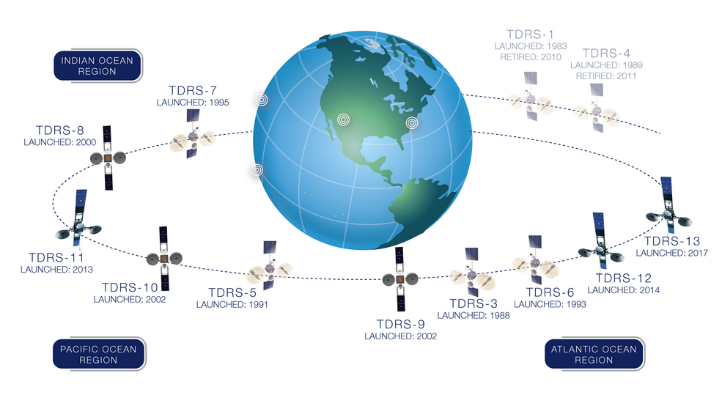 TDRS-1
LAUNCHED: 1983
RETIRED: 2010
TDRS-4
LAUNCHED: 1989
RETIRED: 2011
INDIAN OCEAN
REGION
TDRS-7
LAUNCHED: 1995
TDRS-8
LAUNCHED: 2000
TDRS-11
LAUNCHED: 2013
TDRS-10
LAUNCHED: 2002
TDRS-5
LAUNCHED: 1991
TDRS-9
LAUNCHED: 2002
TDRS-3
LAUNCHED: 1988
TDRS-6
LAUNCHED: 1993
TDRS-12
LAUNCHED: 2014
TDRS-13
LAUNCHED: 2017
PACIFIC OCEAN
REGION
ATLANTIC OCEAN
REGION